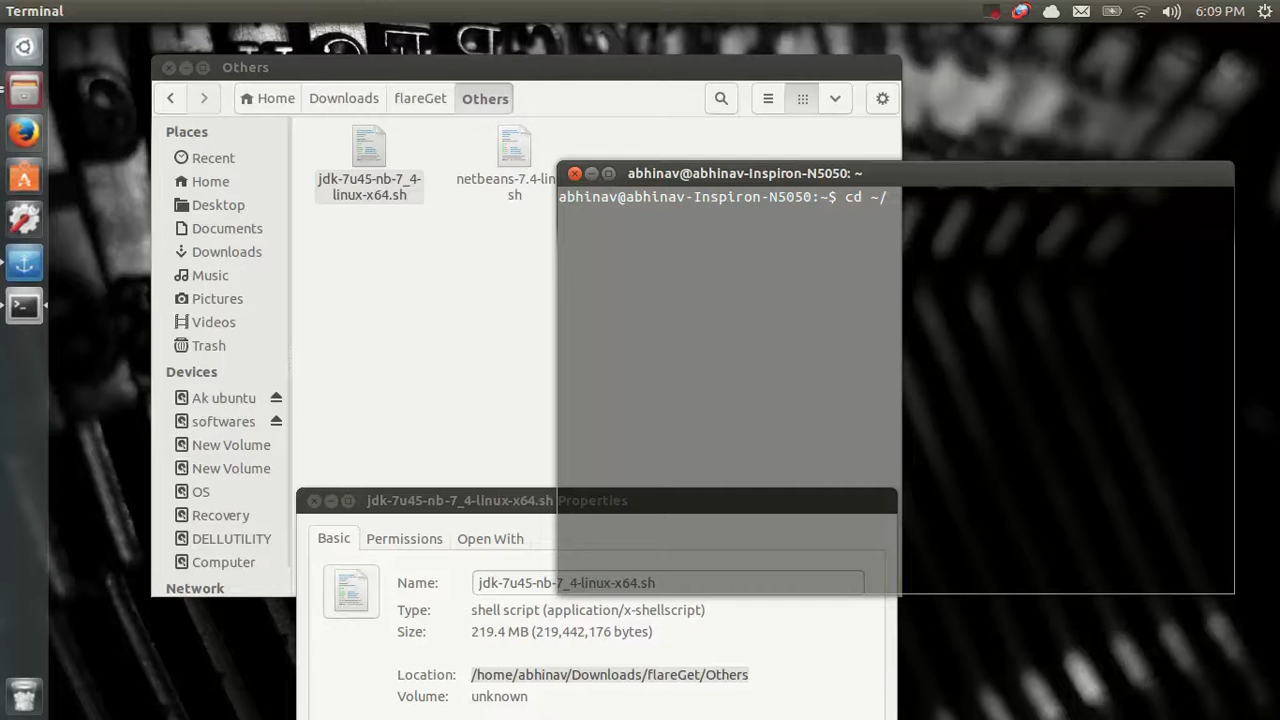 Terminal
6:09 PM
Others
Home
Downloads
flareGet
Others
Places
Recent
Home
Desktop
Documents
Downloads
Music
Pictures
Videos
Trash
Devices
Ak ubuntu
softwares
New Volume
New Volume
OS
Recovery
DELLUTILITY
Computer
Network
jdk-7u45-nb-7_4-
linux-x64.sh
netbeans-7.4-lin
sh
abhinav@abhinav-Inspiron-N5050: ~
abhinav@abhinav-Inspiron-N5050:~$ cd ~/
jdk-7u45-nb-7_4-linux-x64.sh Properties
Basic
Permissions
Open With
Name:
jdk-7u45-nb-7_4-linux-x64.sh
Type:
shell script (application/x-shellscript)
Size:
219.4 MB (219,442,176 bytes)
Location:
/home/abhinav/Downloads/flareGet/Others
Volume:
unknown